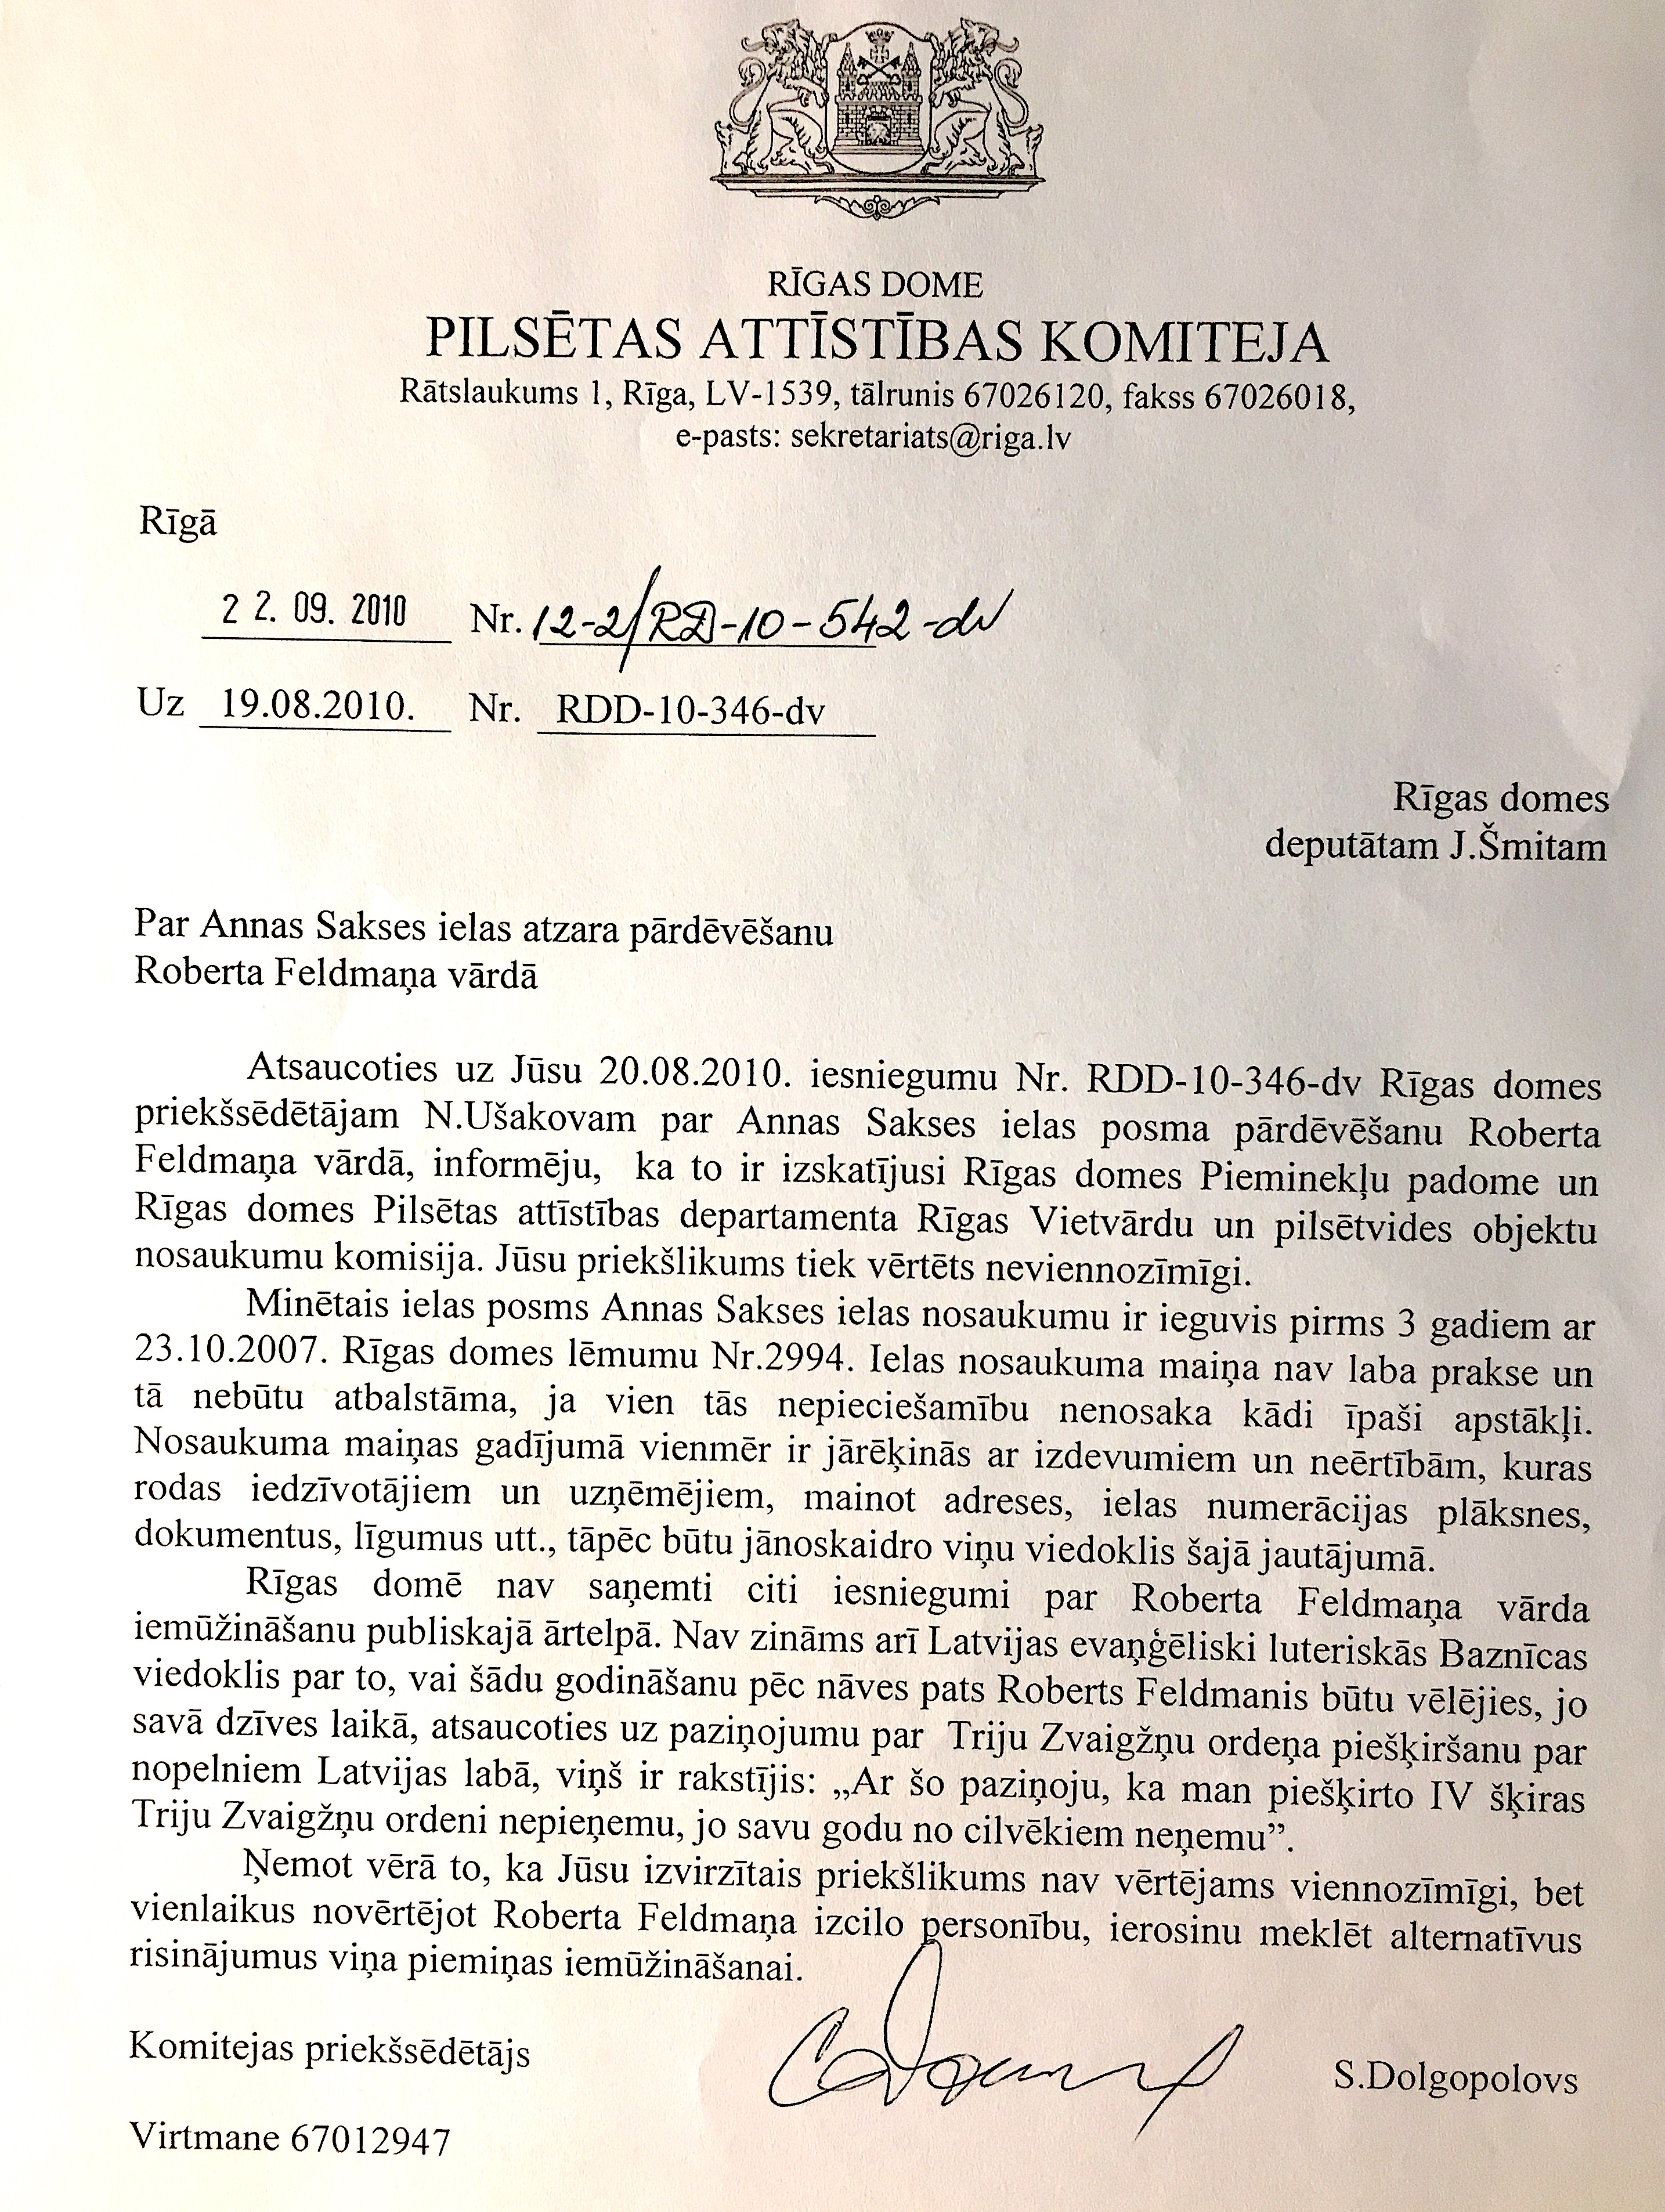 RĪGAS DOME
PILSĒTAS ATTĪSTĪBAS KOMITEJA
Rātslaukums 1, Rīga, LV-1539, tālrunis 67026120, fakss 67026018,
e-pasts: sekretariats@riga.lv
Rīgā
22.09.2010 Nr. 12-2/RD-10-542-dv
Uz 19.08.2010. Nr. RDD-10-346-dv
Rīgas domes
deputātam J.Šmitam
Par Annas Sakses ielas atzara pārdēvēšanu
Roberta Feldmaņa vārdā
Atsaucoties uz Jūsu 20.08.2010. iesniegumu Nr. RDD-10-346-dv Rīgas domes
priekšsēdētājam N.Ušakovam par Annas Sakses ielas posma pārdēvēšanu Roberta
Feldmaņa vārdā, informēju, ka to ir izskatījusi Rīgas domes Pieminekļu padome un
Rīgas domes Pilsētas attīstības departamenta Rīgas Vietvārdu un pilsētvides objektu
nosaukumu komisija. Jūsu priekšlikums tiek vērtēts neviennozīmīgi.
Minētais ielas posms Annas Sakses ielas nosaukumu ir ieguvis pirms 3 gadiem ar
23.10.2007. Rīgas domes lēmumu Nr.2994. Ielas nosaukuma maiņa nav laba prakse un
tā nebūtu atbalstāma, ja vien tās nepieciešamību nenosaka kādi īpaši apstākļi.
Nosaukuma maiņas gadījumā vienmēr ir jārēķinās ar izdevumiem un neērtībām, kuras
rodas iedzīvotājiem un uzņēmējiem, mainot adreses, ielas numerācijas plāksnes,
dokumentus, līgumus utt., tāpēc būtu jānoskaidro viņu viedoklis šajā jautājumā.
Rīgas domē nav saņemti citi iesniegumi par Roberta Feldmaņa vārda
iemūžināšanu publiskajā ārtelpā. Nav zināms arī Latvijas evaņģēliski luteriskās Baznīcas
viedoklis par to, vai šādu godināšanu pēc nāves pats Roberts Feldmanis būtu vēlējies, jo
savā dzīves laikā, atsaucoties uz paziņojumu par Triju Zvaigžņu ordeņa piešķiršanu par
nopelniem Latvijas labā, viņš ir rakstījis: „Ar šo paziņoju, ka man piešķirto IV šķiras
Triju Zvaigžņu ordeni nepieņemu, jo savu godu no cilvēkiem neņemu”.
Ņemot vērā to, ka Jūsu izvirzītais priekšlikums nav vērtējams viennozīmīgi, bet
vienlaikus novērtējot Roberta Feldmaņa izcilo personību, ierosinu meklēt alternatīvus
risinājumus viņa piemiņas iemūžināšanai.
Komitejas priekšsēdētājs S.Dolgopolovs
Virtmane 67012947